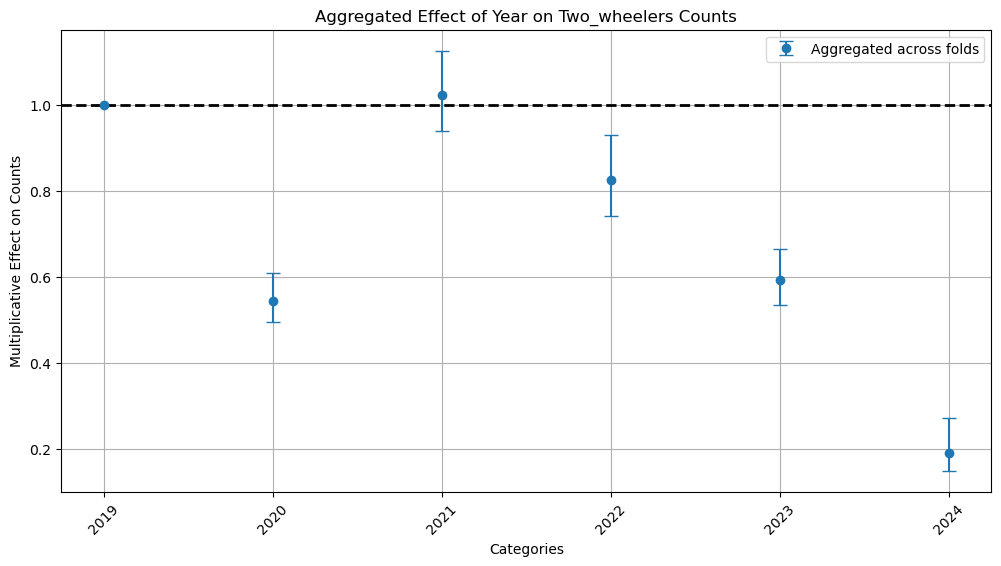 Aggregated Effect of Year on Two_wheelers Counts
Aggregated across folds
Multiplicative Effect on Counts
1.0
0.8
0.6
0.4
0.2
2019
2020
2021
2022
2023
2024
Categories